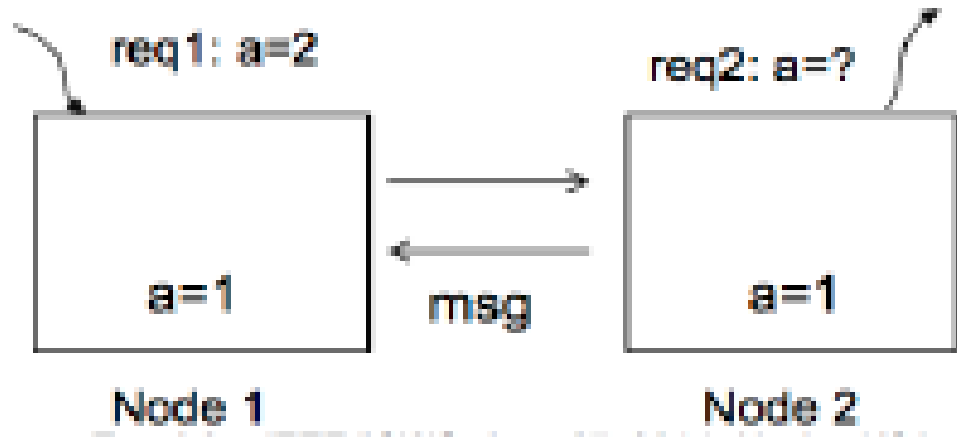 req1: a=2
req2: a=?
a=1
msg
a=1
Node 1
Node 2